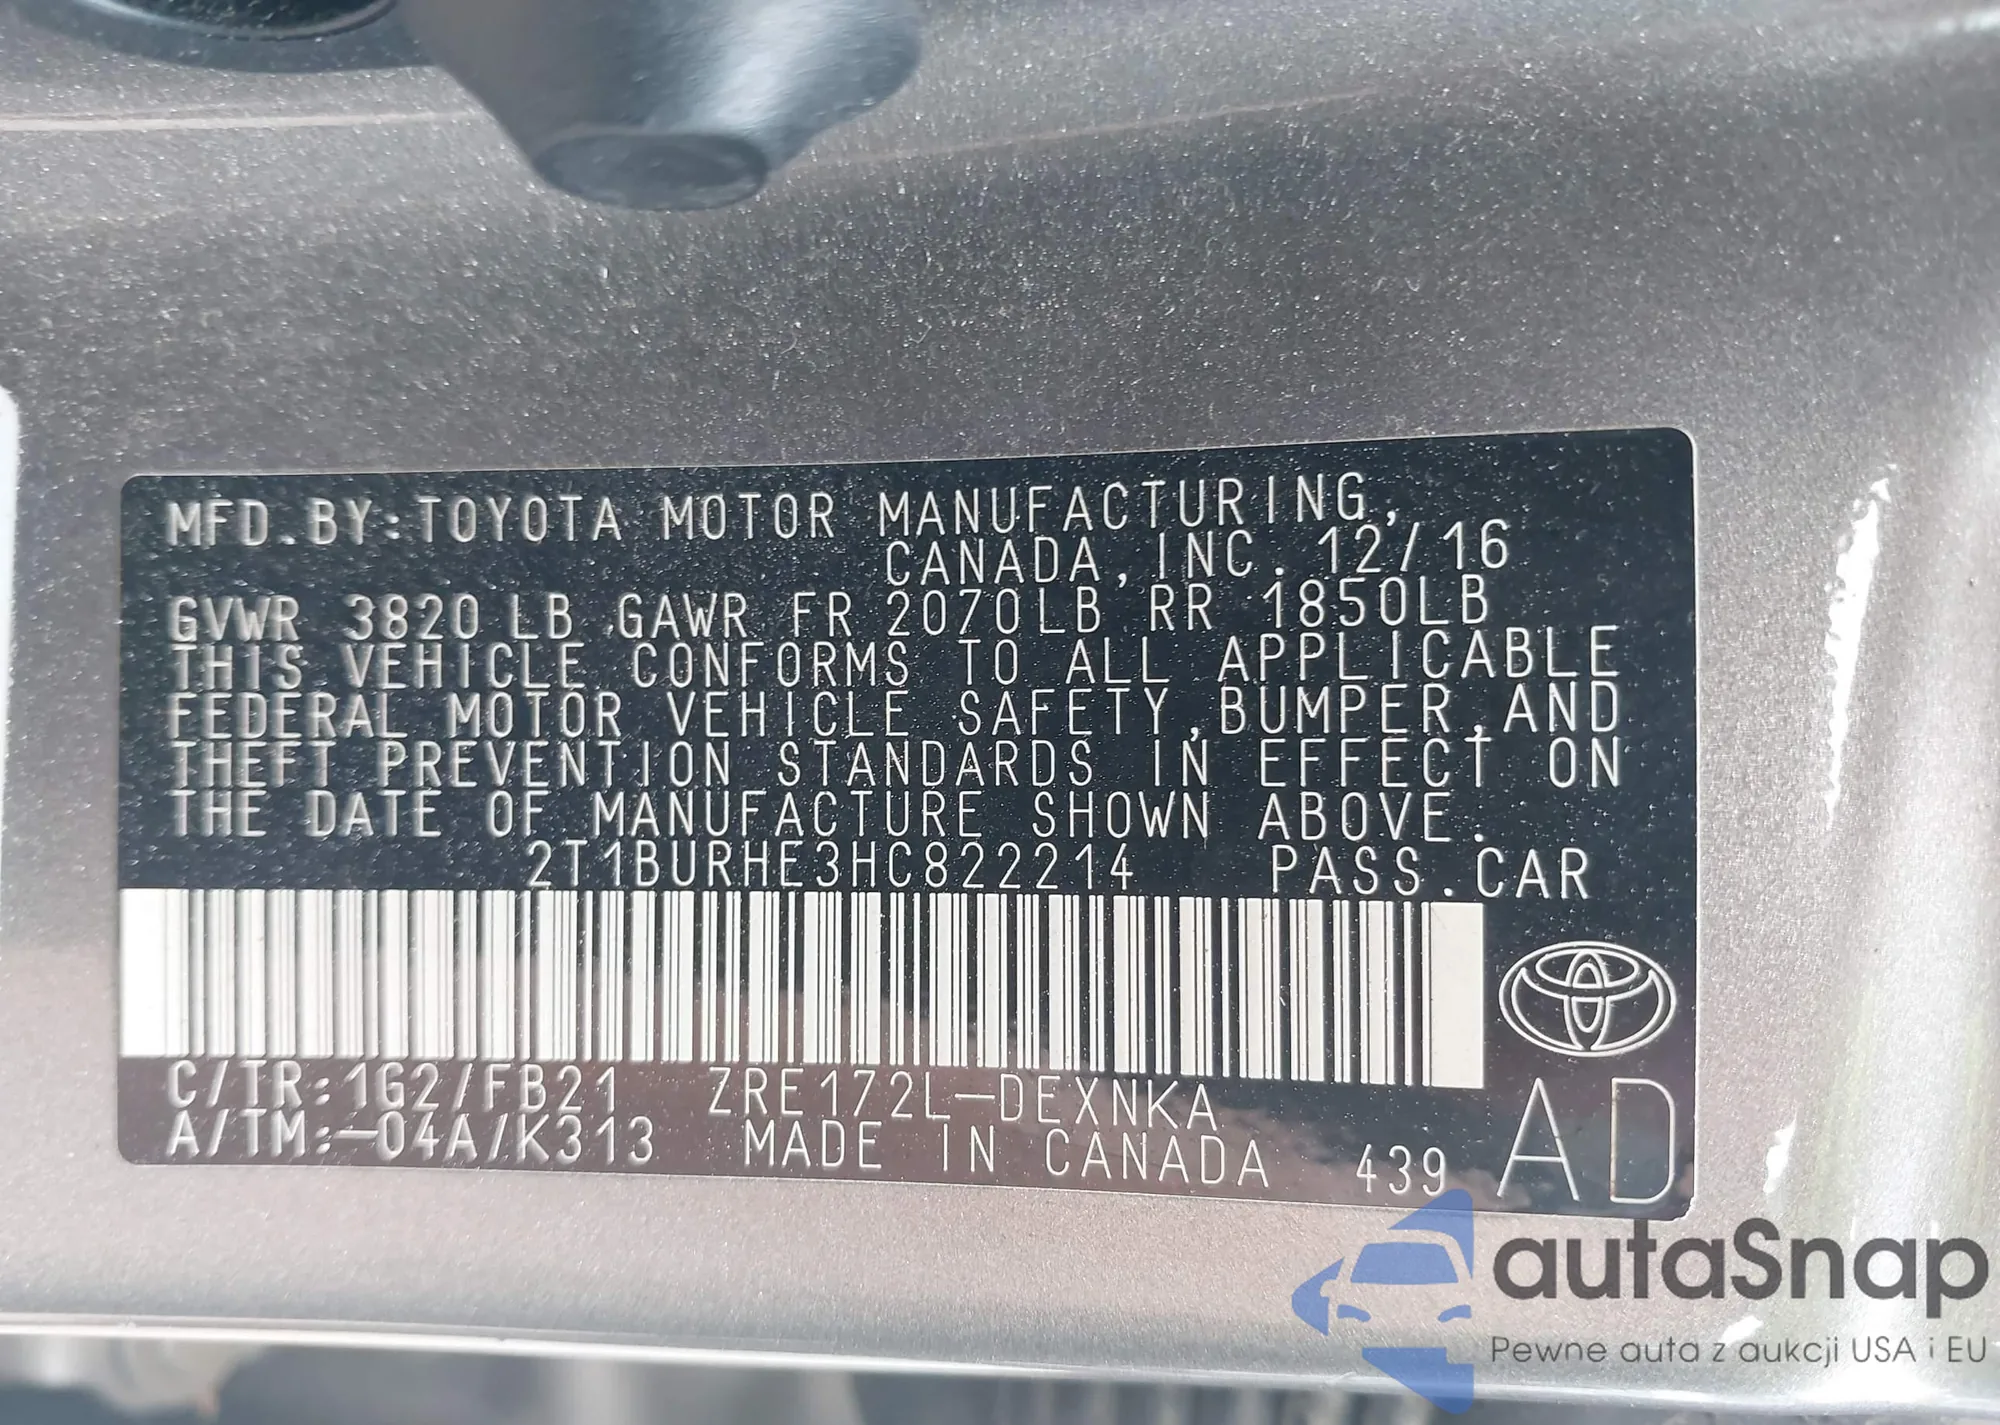 MFD.BY:TOYOTA MOTOR MANUFACTURING,
CANADA,INC. 12/16
GVWR 3820 LB GAWR FR 2070LB RR 1850LB
THIS VEHICLE CONFORMS TO ALL APPLICABLE
FEDERAL MOTOR VEHICLE SAFETY,BUMPER,AND
THEFT PREVENTION STANDARDS IN EFFECT ON
THE DATE OF MANUFACTURE SHOWN ABOVE.
2T1BURHE3HC822214 PASS.CAR
C/TR:1G2/FB21 ZRE172L-DEXNKA
A/TM:-04A/K313 MADE IN CANADA 439 AD
autaSnap
Pewne auta z aukcji USA i EU